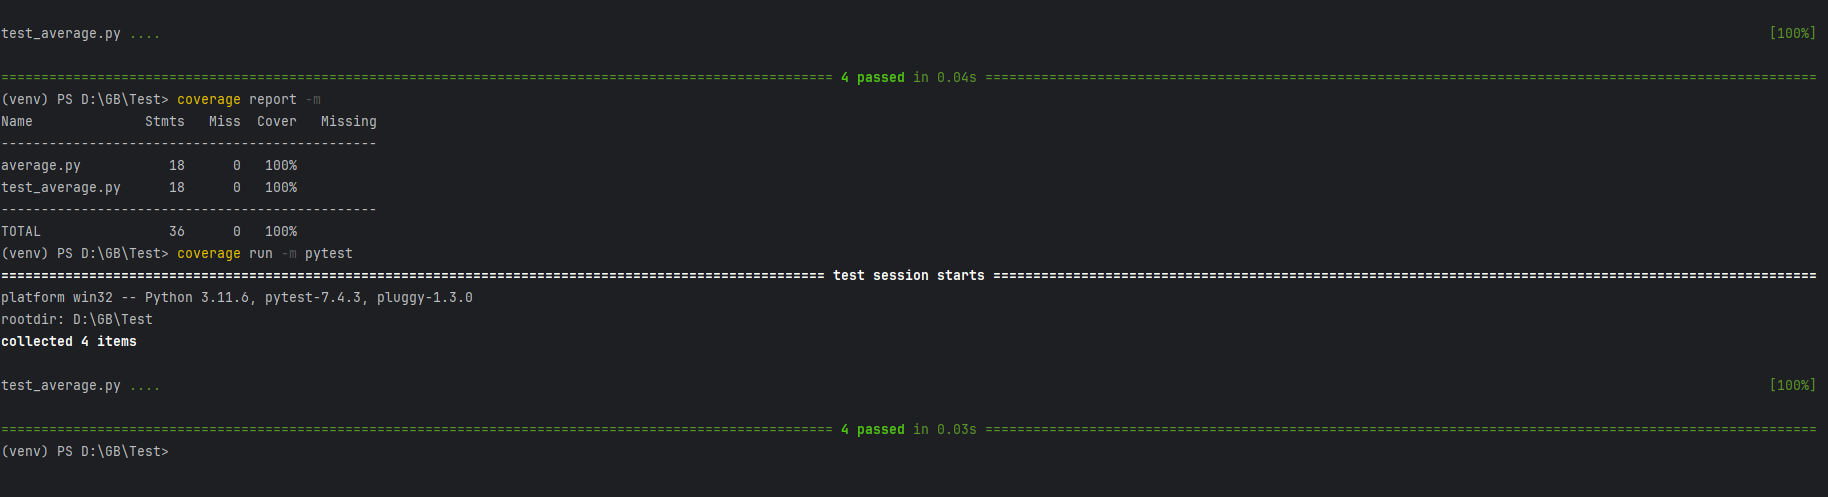 test_average.py .... [100%]
======================================================================================================== 4 passed in 0.04s ========================================================================================================
(venv) PS D:\GB\Test> coverage report -m
Name              Stmts   Miss  Cover   Missing
-----------------------------------------------
average.py           18      0   100%
test_average.py      18      0   100%
-----------------------------------------------
TOTAL                36      0   100%
(venv) PS D:\GB\Test> coverage run -m pytest
======================================================================================================= test session starts =======================================================================================================
platform win32 -- Python 3.11.6, pytest-7.4.3, pluggy-1.3.0
rootdir: D:\GB\Test
collected 4 items
test_average.py .... [100%]
======================================================================================================== 4 passed in 0.03s ========================================================================================================
(venv) PS D:\GB\Test>